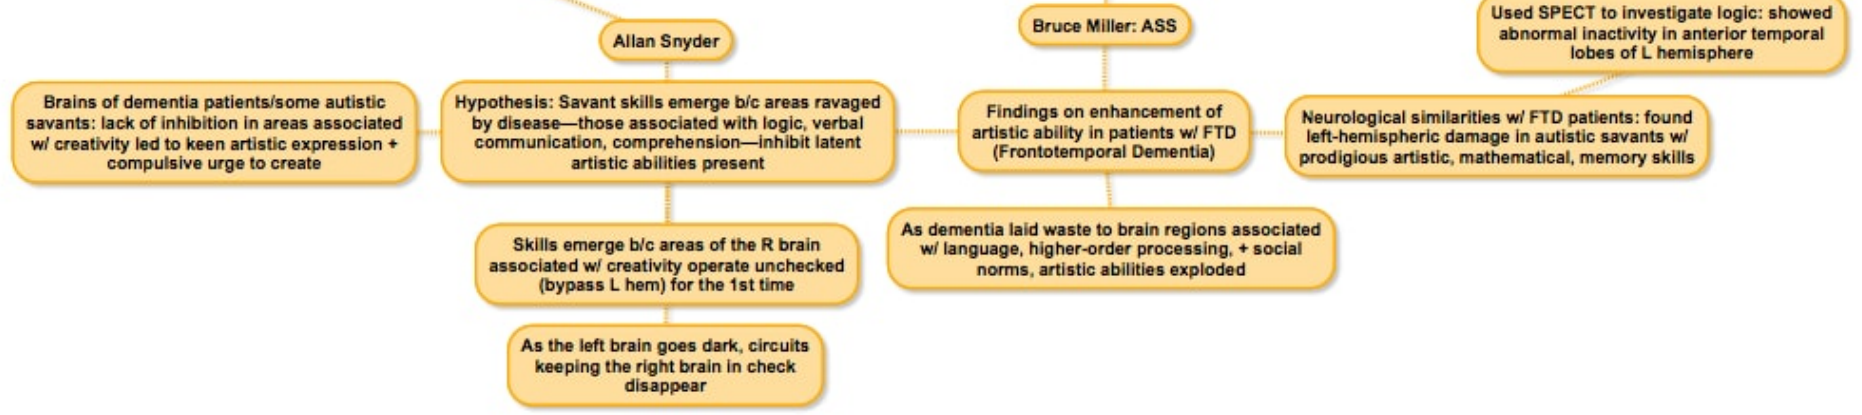 Allan Snyder
Bruce Miller: ASS
Used SPECT to investigate logic: showed
abnormal inactivity in anterior temporal
lobes of L hemisphere
Brains of dementia patients/some autistic
savants: lack of inhibition in areas associated
w/ creativity led to keen artistic expression +
compulsive urge to create
Hypothesis: Savant skills emerge b/c areas ravaged
by disease—those associated with logic, verbal
communication, comprehension—inhibit latent
artistic abilities present
Findings on enhancement of
artistic ability in patients w/ FTD
(Frontotemporal Dementia)
Neurological similarities w/ FTD patients: found
left-hemispheric damage in autistic savants w/
prodigious artistic, mathematical, memory skills
Skills emerge b/c areas of the R brain
associated w/ creativity operate unchecked
(bypass L hem) for the 1st time
As dementia laid waste to brain regions associated
w/ language, higher-order processing, + social
norms, artistic abilities exploded
As the left brain goes dark, circuits
keeping the right brain in check
disappear